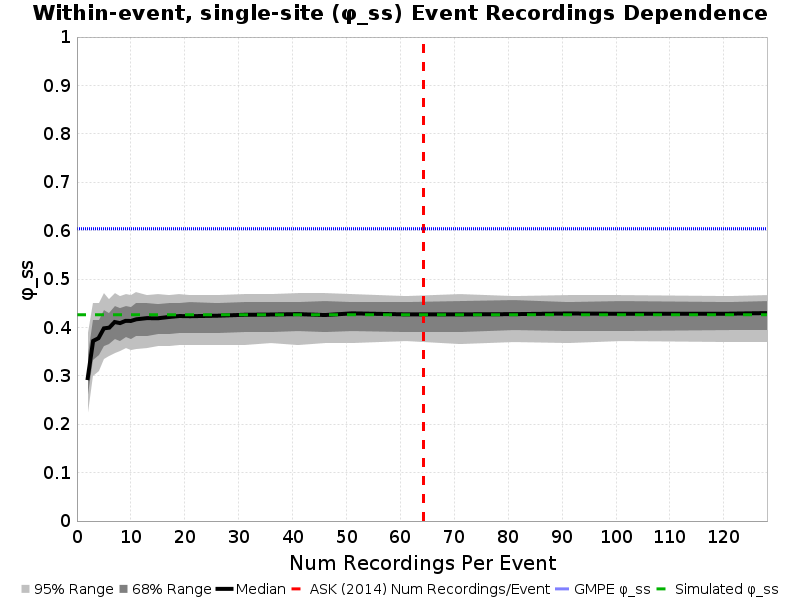 Within-event, single-site (φ_ss) Event Recordings Dependence
1
0.9
0.8
0.7
0.6
0.5
0.4
0.3
0.2
0.1
0
φ_ss
0 10 20 30 40 50 60 70 80 90 100 110 120
Num Recordings Per Event
95% Range 68% Range Median ASK (2014) Num Recordings/Event GMPE φ_ss Simulated φ_ss